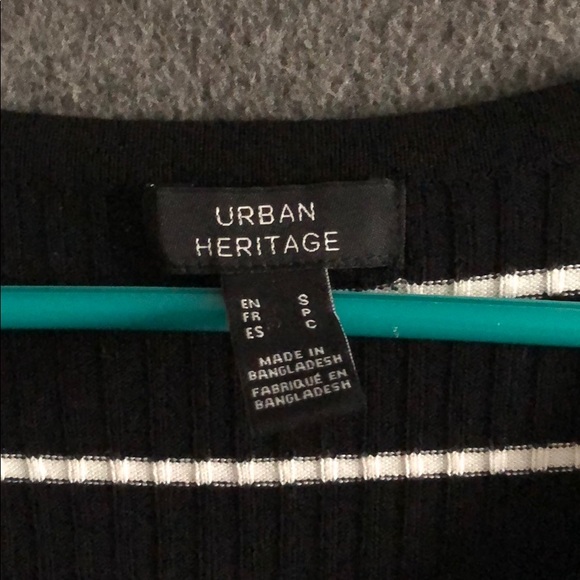 URBAN
HERITAGE
EN S
FR P
ES C
MADE IN
BANGLADESH
FABRIQUÉ EN
BANGLADESH